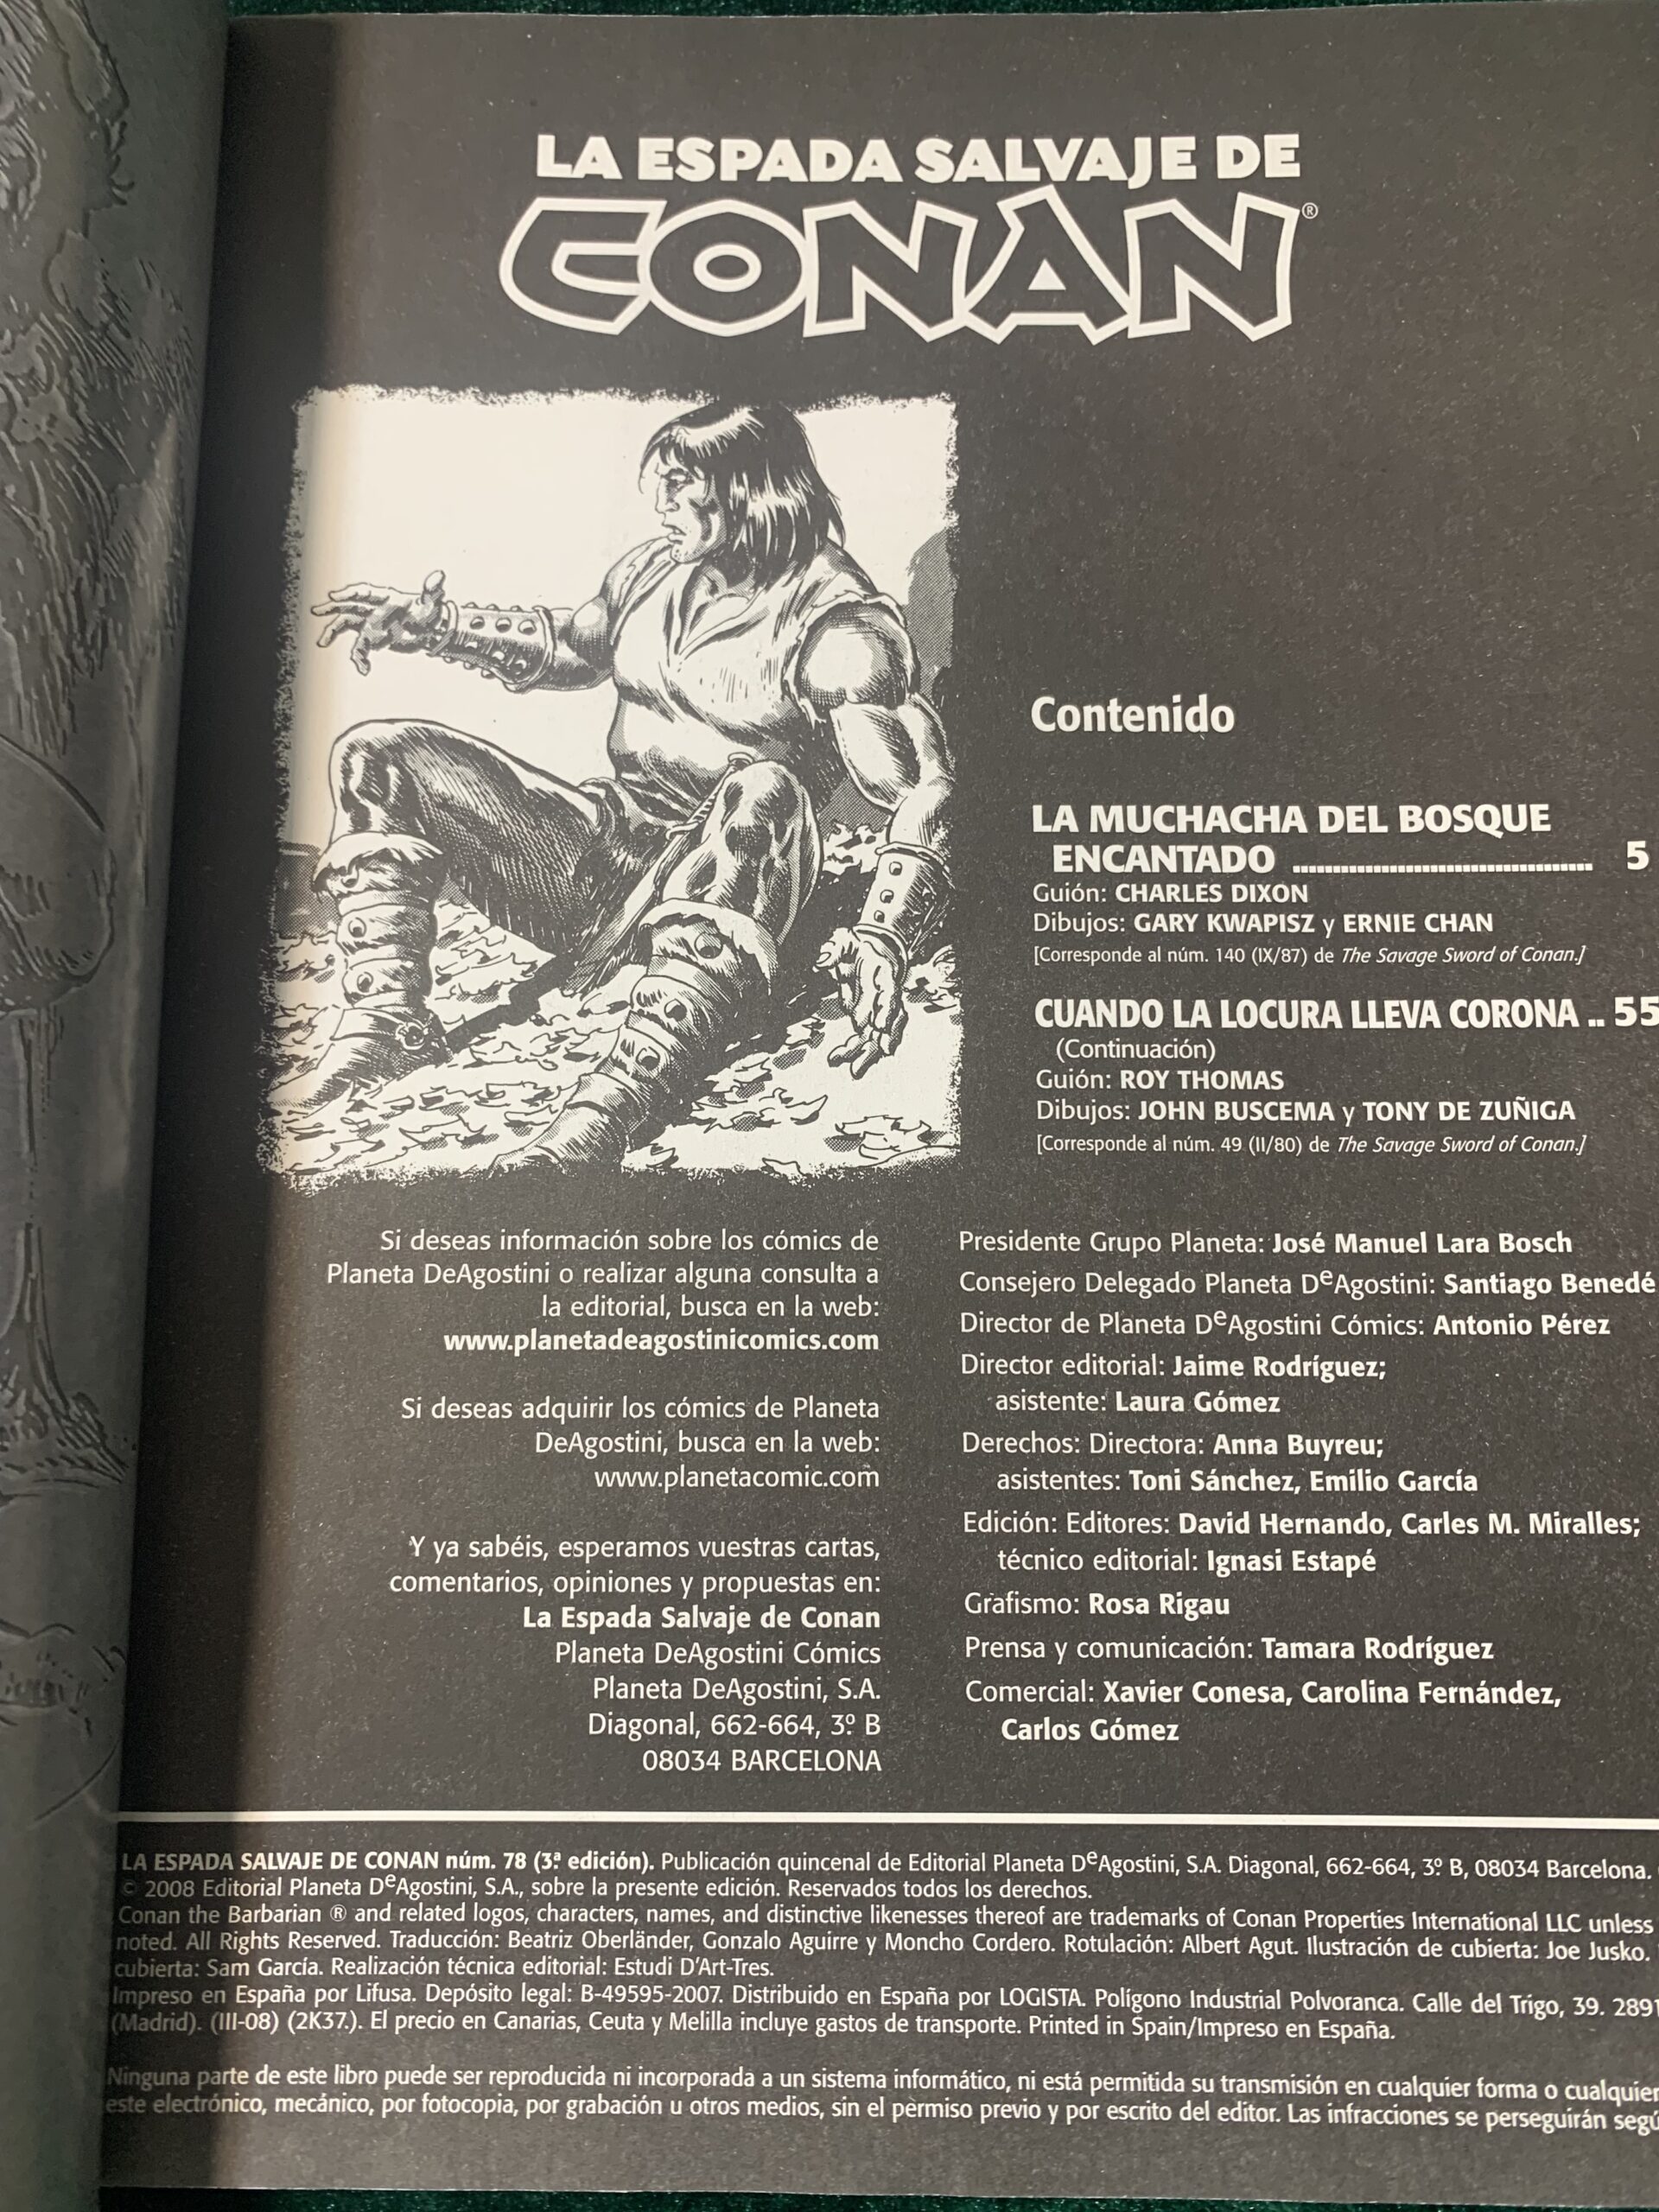 LA ESPADA SALVAJE DE
CONAN®
Contenido
LA MUCHACHA DEL BOSQUE
ENCANTADO ........................................ 5
Guión: CHARLES DIXON
Dibujos: GARY KWAPISZ y ERNIE CHAN
[Corresponde al núm. 140 (IX/87) de The Savage Sword of Conan.]
CUANDO LA LOCURA LLEVA CORONA .. 55
(Continuación)
Guión: ROY THOMAS
Dibujos: JOHN BUSCEMA y TONY DE ZUÑIGA
[Corresponde al núm. 49 (II/80) de The Savage Sword of Conan.]
Si deseas información sobre los cómics de
Planeta DeAgostini o realizar alguna consulta a
la editorial, busca en la web:
www.planetadeagostinicomics.com
Si deseas adquirir los cómics de Planeta
DeAgostini, busca en la web:
www.planetacomic.com
Y ya sabéis, esperamos vuestras cartas,
comentarios, opiniones y propuestas en:
La Espada Salvaje de Conan
Planeta DeAgostini Cómics
Planeta DeAgostini, S.A.
Diagonal, 662-664, 3º B
08034 BARCELONA
Presidente Grupo Planeta: José Manuel Lara Bosch
Consejero Delegado Planeta DeAgostini: Santiago Benedé
Director de Planeta DeAgostini Cómics: Antonio Pérez
Director editorial: Jaime Rodríguez;
asistente: Laura Gómez
Derechos: Directora: Anna Buyreu;
asistentes: Toni Sánchez, Emilio García
Edición: Editores: David Hernando, Carles M. Miralles;
técnico editorial: Ignasi Estapé
Grafismo: Rosa Rigau
Prensa y comunicación: Tamara Rodríguez
Comercial: Xavier Conesa, Carolina Fernández,
Carlos Gómez
LA ESPADA SALVAJE DE CONAN núm. 78 (3ª edición). Publicación quincenal de Editorial Planeta DeAgostini, S.A. Diagonal, 662-664, 3º B, 08034 Barcelona.
© 2008 Editorial Planeta DeAgostini, S.A., sobre la presente edición. Reservados todos los derechos.
Conan the Barbarian ® and related logos, characters, names, and distinctive likenesses thereof are trademarks of Conan Properties International LLC unless
noted. All Rights Reserved. Traducción: Beatriz Oberländer, Gonzalo Aguirre y Moncho Cordero. Rotulación: Albert Agut. Ilustración de cubierta: Joe Jusko.
cubierta: Sam García. Realización técnica editorial: Estudi D'Art-Tres.
Impreso en España por Lifusa. Depósito legal: B-49595-2007. Distribuido en España por LOGISTA. Polígono Industrial Polvoranca. Calle del Trigo, 39. 2891
(Madrid). (III-08) (2K37.). El precio en Canarias, Ceuta y Melilla incluye gastos de transporte. Printed in Spain/Impreso en España.
Ninguna parte de este libro puede ser reproducida ni incorporada a un sistema informático, ni está permitida su transmisión en cualquier forma o cualquier
este electrónico, mecánico, por fotocopia, por grabación u otros medios, sin el permiso previo y por escrito del editor. Las infracciones se perseguirán segú